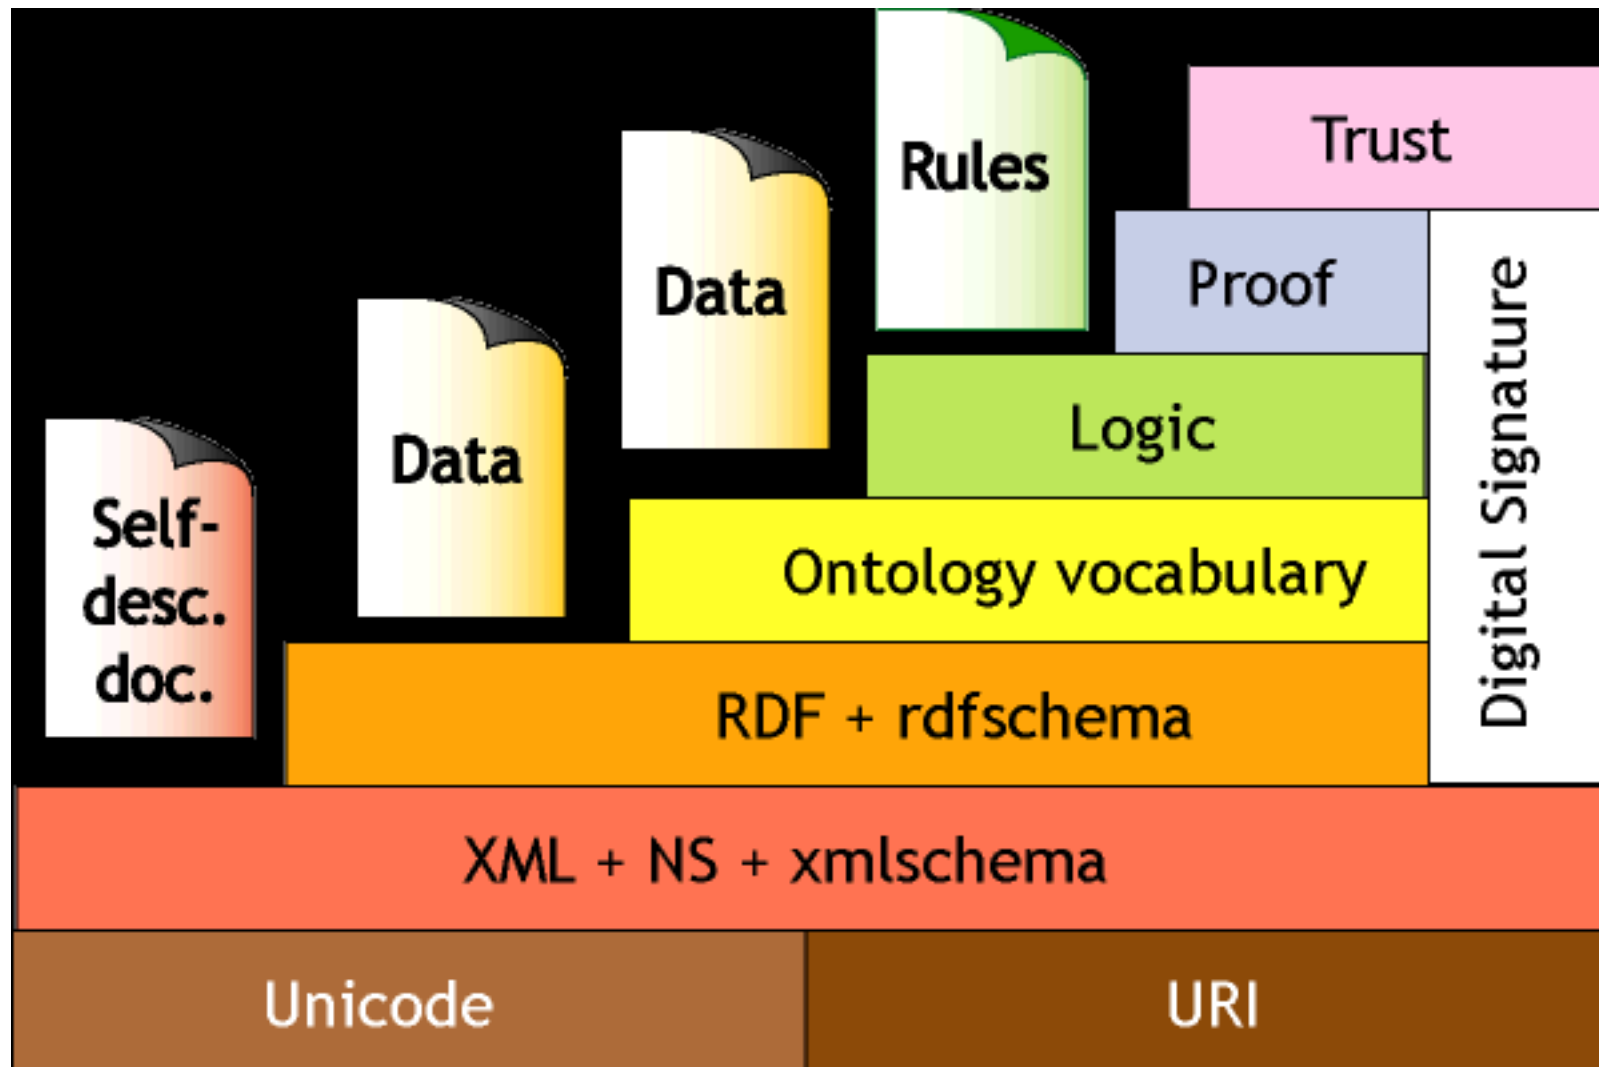 Trust
Rules
Proof
Data
Logic
Digital Signature
Data
Ontology vocabulary
Self-
desc.
doc.
RDF + rdfschema
XML + NS + xmlschema
Unicode
URI